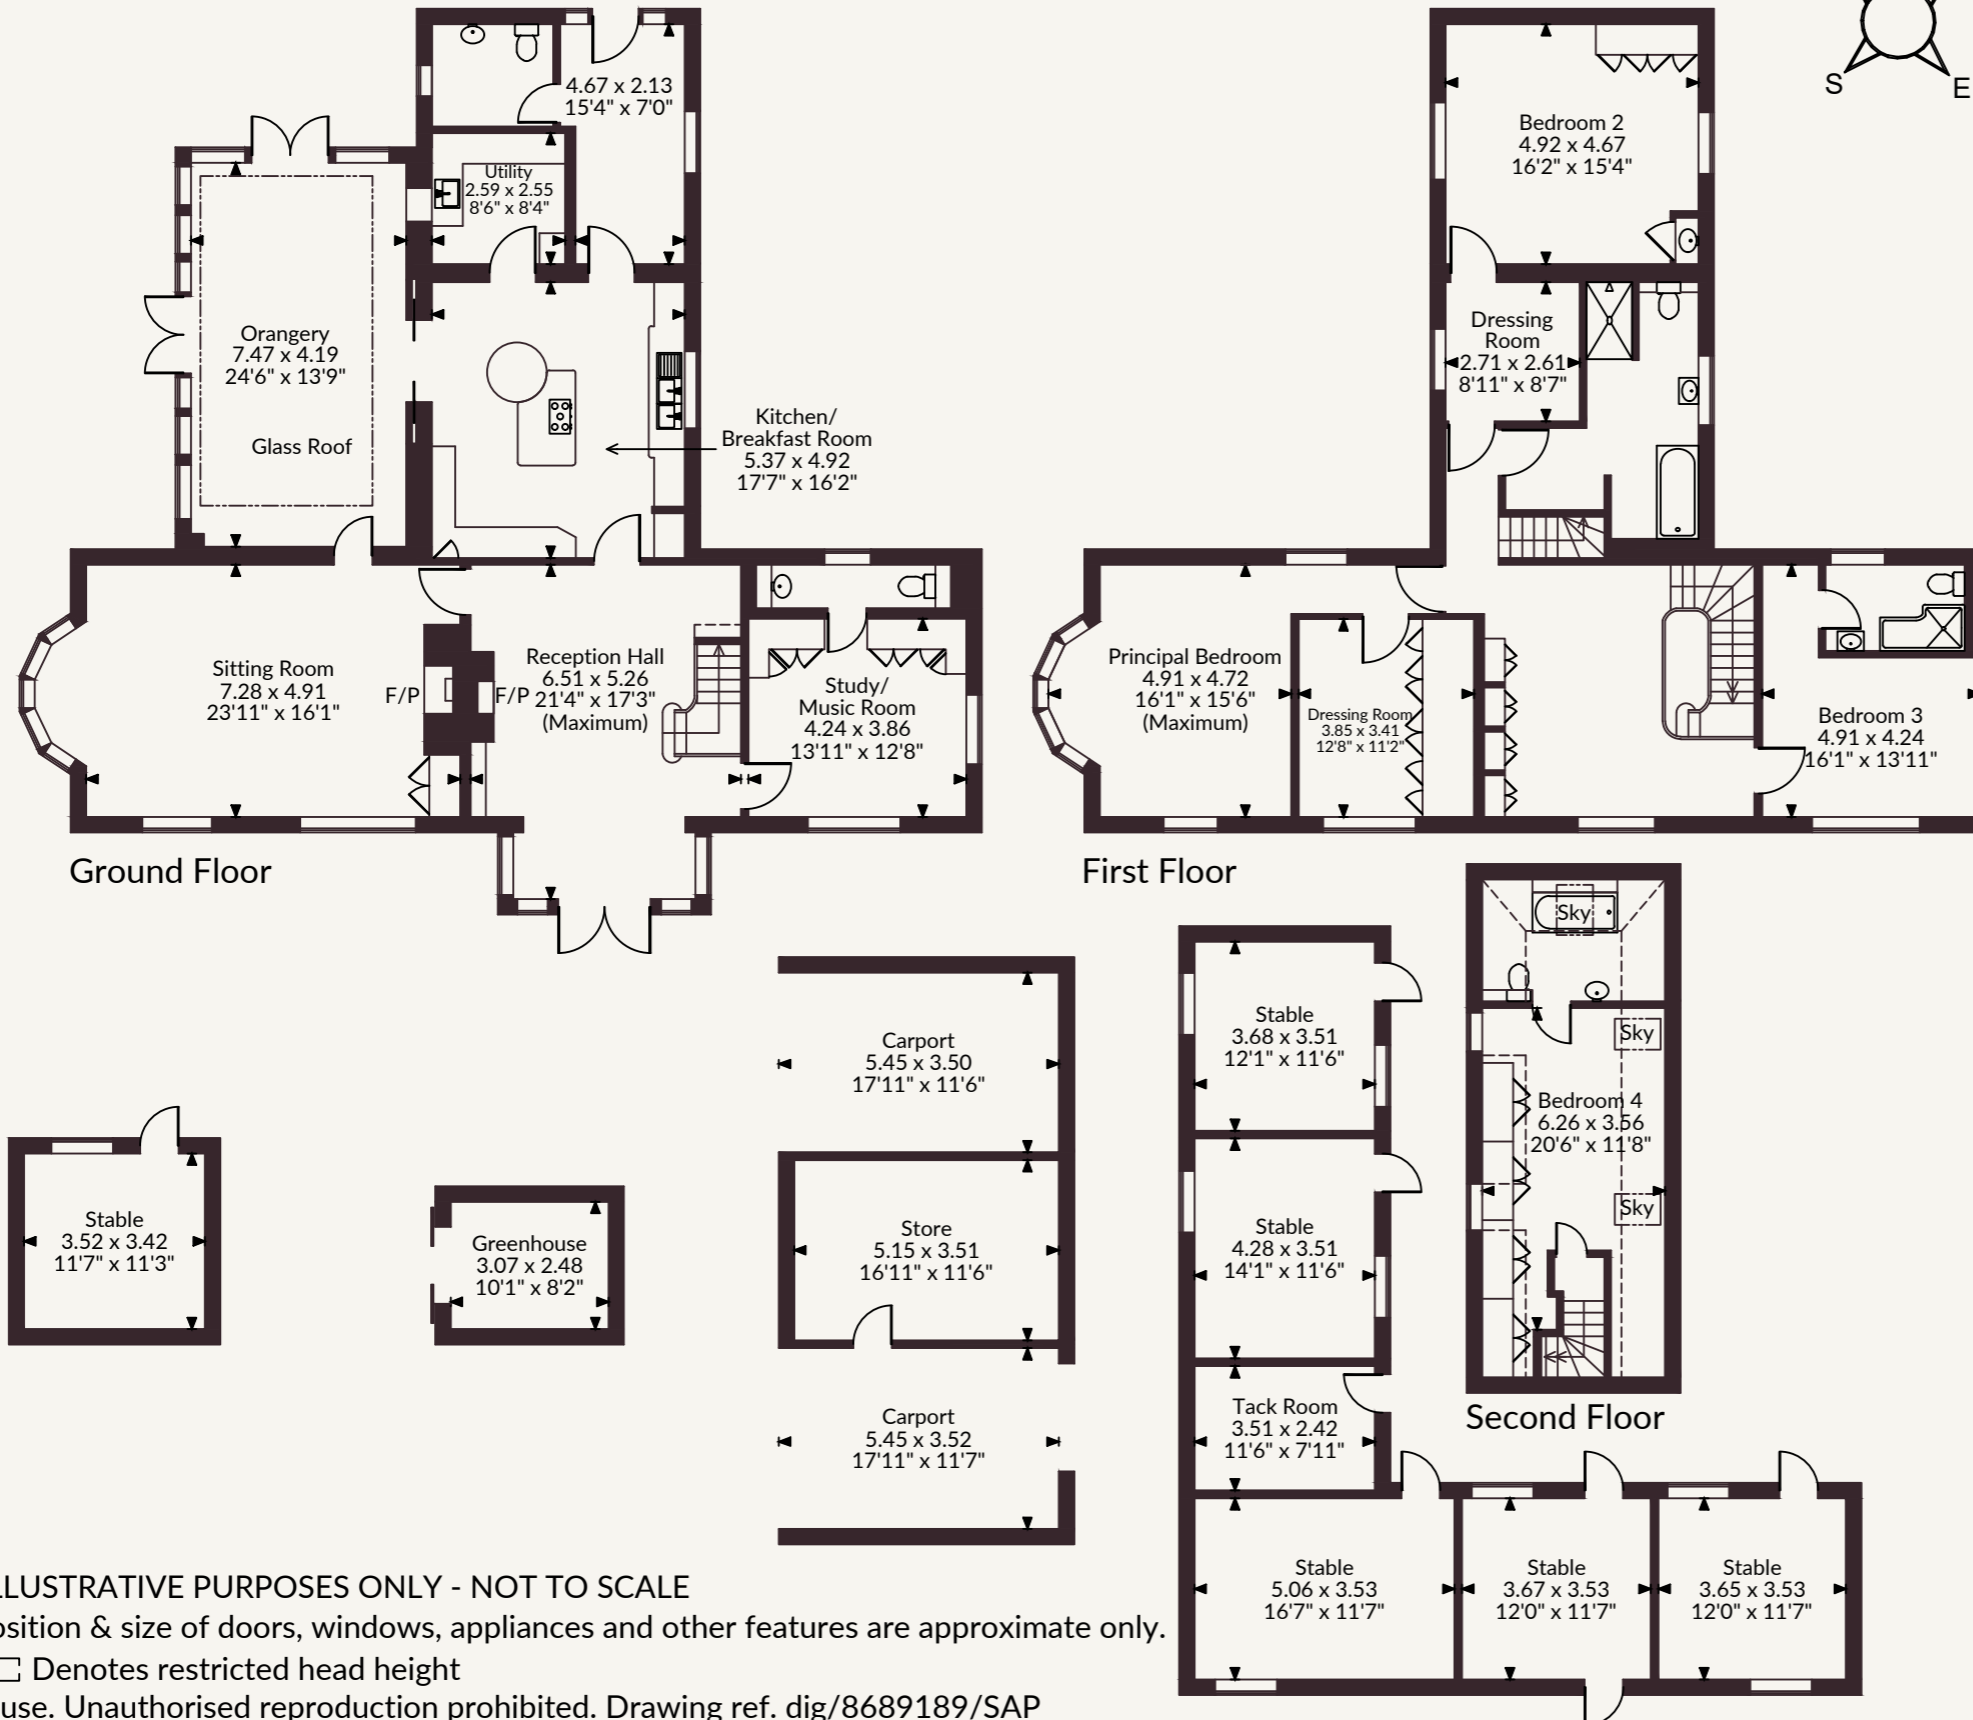 4.67 x 2.13
15'4" x 7'0"
Utility
2.59 x 2.55
8'6" x 8'4"
Orangery
7.47 x 4.19
24'6" x 13'9"
Glass Roof
Kitchen/
Breakfast Room
5.37 x 4.92
17'7" x 16'2"
Sitting Room
7.28 x 4.91
23'11" x 16'1"
F/P
F/P
Reception Hall
6.51 x 5.26
21'4" x 17'3"
(Maximum)
Study/
Music Room
4.24 x 3.86
13'11" x 12'8"
Ground Floor
S
E
Bedroom 2
4.92 x 4.67
16'2" x 15'4"
Dressing
Room
2.71 x 2.61
8'11" x 8'7"
Principal Bedroom
4.91 x 4.72
16'1" x 15'6"
(Maximum)
Dressing Room
3.85 x 3.41
12'8" x 11'2"
Bedroom 3
4.91 x 4.24
16'1" x 13'11"
First Floor
Sky
Sky
Bedroom 4
6.26 x 3.56
20'6" x 11'8"
Sky
Second Floor
Stable
3.52 x 3.42
11'7" x 11'3"
Greenhouse
3.07 x 2.48
10'1" x 8'2"
Carport
5.45 x 3.50
17'11" x 11'6"
Store
5.15 x 3.51
16'11" x 11'6"
Carport
5.45 x 3.52
17'11" x 11'7"
Stable
3.68 x 3.51
12'1" x 11'6"
Stable
4.28 x 3.51
14'1" x 11'6"
Tack Room
3.51 x 2.42
11'6" x 7'11"
Stable
5.06 x 3.53
16'7" x 11'7"
Stable
3.67 x 3.53
12'0" x 11'7"
Stable
3.65 x 3.53
12'0" x 11'7"
LLUSTRATIVE PURPOSES ONLY - NOT TO SCALE
osition & size of doors, windows, appliances and other features are approximate only.
Denotes restricted head height
use. Unauthorised reproduction prohibited. Drawing ref. dig/8689189/SAP